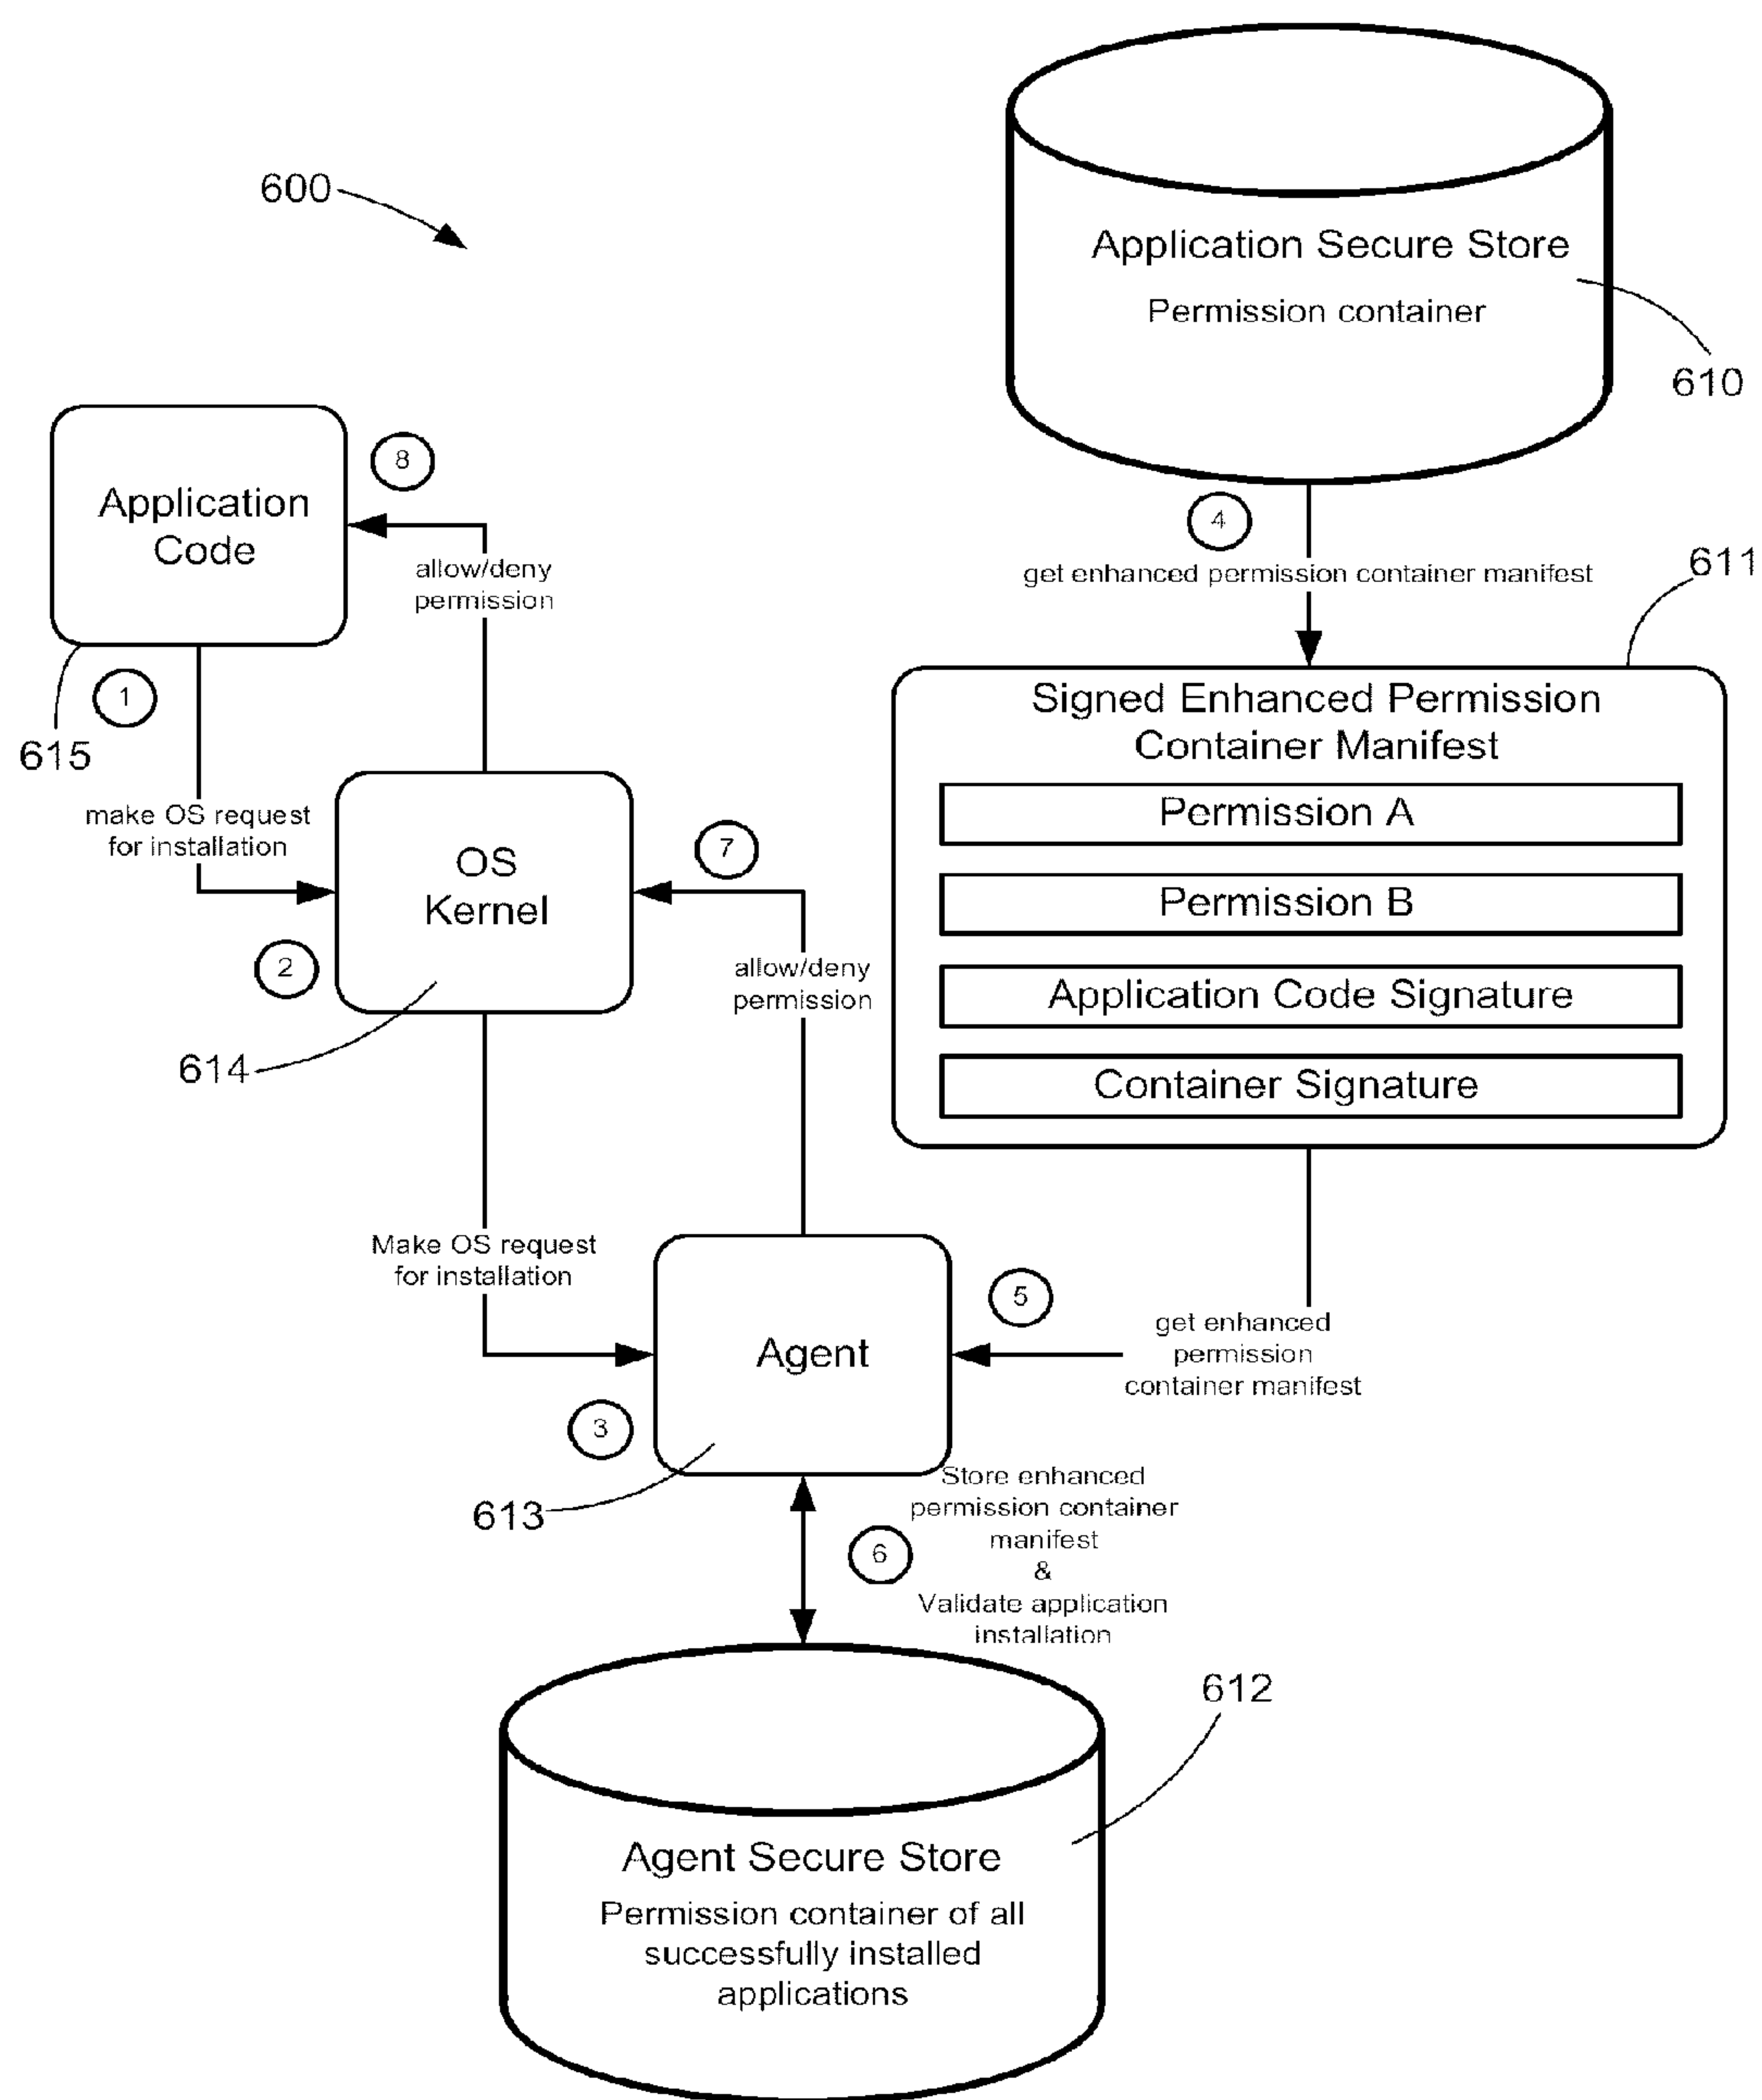 600
Application Secure Store
Permission container
610
Application
Code
8
allow/deny
permission
4
get enhanced permission container manifest
611
615
1
make OS request
for installation
Signed Enhanced Permission
Container Manifest
Permission A
Permission B
Application Code Signature
Container Signature
OS
Kernel
7
2
614
allow/deny
permission
Make OS request
for installation
Agent
5
get enhanced
permission
container manifest
3
613
Store enhanced
permission container
manifest
&
Validate application
installation
6
612
Agent Secure Store
Permission container of all
successfully installed
applications